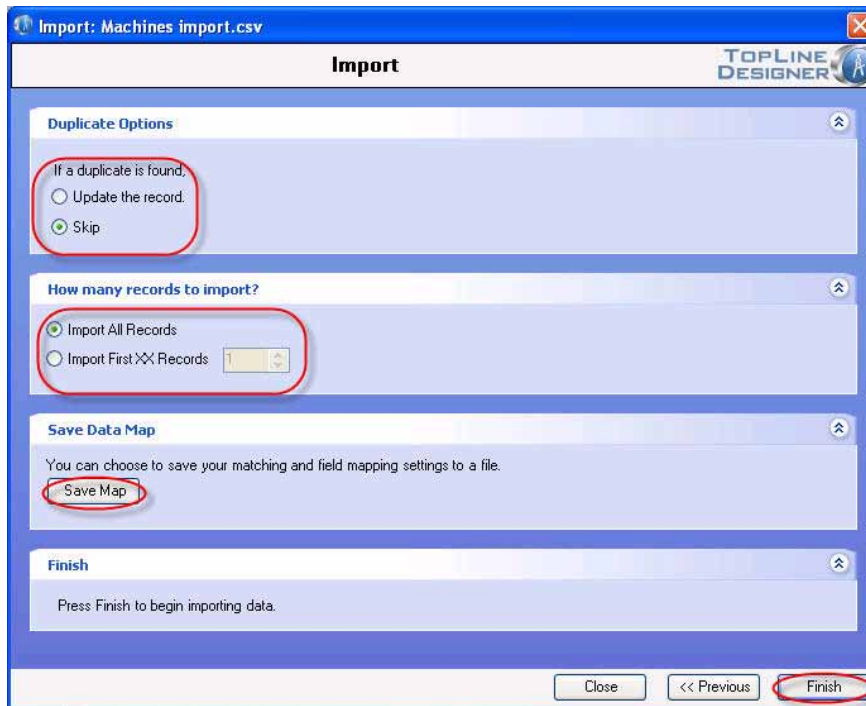 Import: Machines import.csv
Import
TOPLINE
DESIGNER
Duplicate Options
If a duplicate is found,
Update the record.
Skip
How many records to import?
Import All Records
Import First XX Records 1
Save Data Map
You can choose to save your matching and field mapping settings to a file.
Save Map
Finish
Press Finish to begin importing data.
Close << Previous Finish